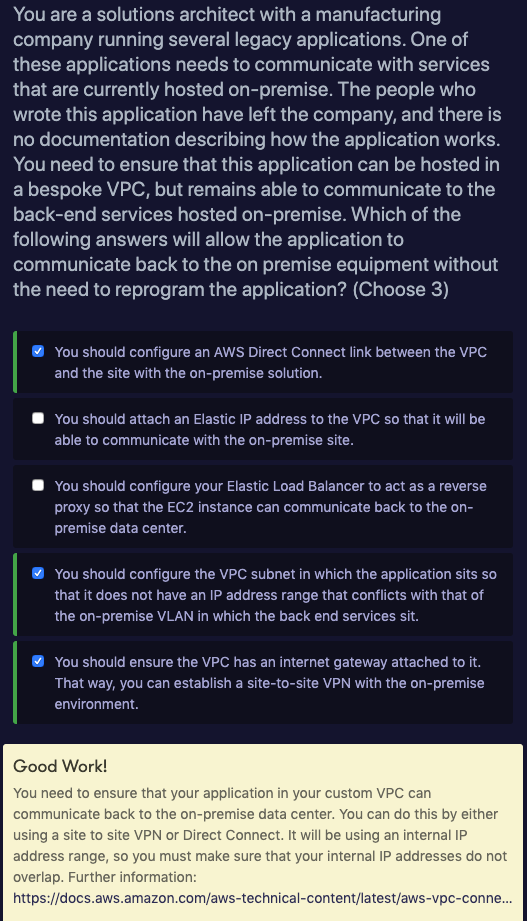 You are a solutions architect with a manufacturing
company running several legacy applications. One of
these applications needs to communicate with services
that are currently hosted on-premise. The people who
wrote this application have left the company, and there is
no documentation describing how the application works.
You need to ensure that this application can be hosted in
a bespoke VPC, but remains able to communicate to the
back-end services hosted on-premise. Which of the
following answers will allow the application to
communicate back to the on premise equipment without
the need to reprogram the application? (Choose 3)
You should configure an AWS Direct Connect link between the VPC
and the site with the on-premise solution.
You should attach an Elastic IP address to the VPC so that it will be
able to communicate with the on-premise site.
You should configure your Elastic Load Balancer to act as a reverse
proxy so that the EC2 instance can communicate back to the on-
premise data center.
You should configure the VPC subnet in which the application sits so
that it does not have an IP address range that conflicts with that of
the on-premise VLAN in which the back end services sit.
You should ensure the VPC has an internet gateway attached to it.
That way, you can establish a site-to-site VPN with the on-premise
environment.
Good Work!
You need to ensure that your application in your custom VPC can
communicate back to the on-premise data center. You can do this by either
using a site to site VPN or Direct Connect. It will be using an internal IP
address range, so you must make sure that your internal IP addresses do not
overlap. Further information:
https://docs.aws.amazon.com/aws-technical-content/latest/aws-vpc-conne...